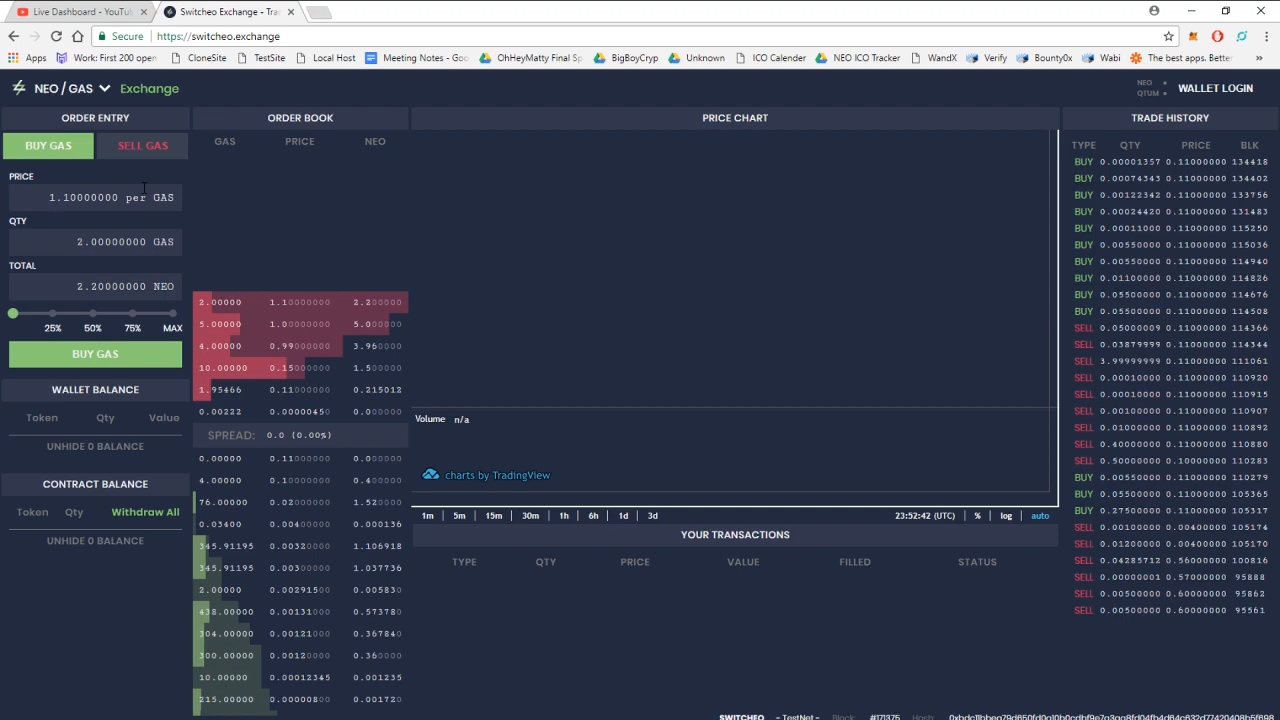 Live Dashboard - YouTu
Switcheo Exchange - Tra
Secure
https://switcheo.exchange
Apps
Work: First 200 open
CloneSite
TestSite
Local Host
Meeting Notes - Goo
OhHeyMatty Final Sp
BigBoyCryp
Unknown
ICO Calender
NEO ICO Tracker
WandX
Verify
Bounty0x
Wabi
The best apps. Better
»
NEO / GAS
Exchange
NEO
QTUM
WALLET LOGIN
ORDER ENTRY
BUY GAS
SELL GAS
PRICE
1.10000000 per GAS
QTY
2.00000000 GAS
TOTAL
2.20000000 NEO
25% 50% 75% MAX
BUY GAS
WALLET BALANCE
Token Qty Value
UNHIDE 0 BALANCE
CONTRACT BALANCE
Token Qty Withdraw All
UNHIDE 0 BALANCE
ORDER BOOK
GAS PRICE NEO
2.00000 1.10000000 2.200000
5.00000 1.00000000 5.000000
4.00000 0.99000000 3.960000
10.00000 0.15000000 1.500000
1.95466 0.11000000 0.215012
0.00222 0.00000450 0.000000
SPREAD: 0.0 (0.00%)
0.00000 0.11000000 0.000000
4.00000 0.10000000 0.400000
76.00000 0.02000000 1.520000
0.03400 0.00400000 0.000136
345.91195 0.00320000 1.106918
345.91195 0.00300000 1.037736
2.00000 0.00291500 0.005830
438.00000 0.00131000 0.573780
304.00000 0.00121000 0.367840
300.00000 0.00120000 0.360000
10.00000 0.00012345 0.001235
215.00000 0.00000800 0.001720
PRICE CHART
Volume n/a
charts by TradingView
1m 5m 15m 30m 1h 6h 1d 3d
23:52:42 (UTC) % log auto
YOUR TRANSACTIONS
TYPE QTY PRICE VALUE FILLED STATUS
TRADE HISTORY
TYPE QTY PRICE BLK
BUY 0.00001357 0.11000000 134418
BUY 0.00074343 0.11000000 134402
BUY 0.00122342 0.11000000 133756
BUY 0.00024420 0.11000000 131483
BUY 0.00011000 0.11000000 115250
BUY 0.00550000 0.11000000 115036
BUY 0.00550000 0.11000000 114940
BUY 0.01100000 0.11000000 114826
BUY 0.05500000 0.11000000 114676
BUY 0.05500000 0.11000000 114508
SELL 0.05000009 0.11000000 114366
SELL 0.03879999 0.11000000 114344
SELL 3.99999999 0.11000000 111061
SELL 0.00010000 0.11000000 110920
SELL 0.00010000 0.11000000 110915
SELL 0.00100000 0.11000000 110907
SELL 0.01000000 0.11000000 110892
SELL 0.40000000 0.11000000 110880
SELL 0.50000000 0.10000000 110283
BUY 0.00550000 0.11000000 110279
BUY 0.05500000 0.11000000 105365
BUY 0.27500000 0.11000000 105317
SELL 0.00100000 0.00400000 105174
SELL 0.01200000 0.00400000 105170
SELL 0.04285712 0.56000000 100816
SELL 0.00000001 0.57000000 95888
SELL 0.00500000 0.60000000 95862
SELL 0.00500000 0.60000000 95561
SWITCHEO - TestNet - Block: #171375 Hash: